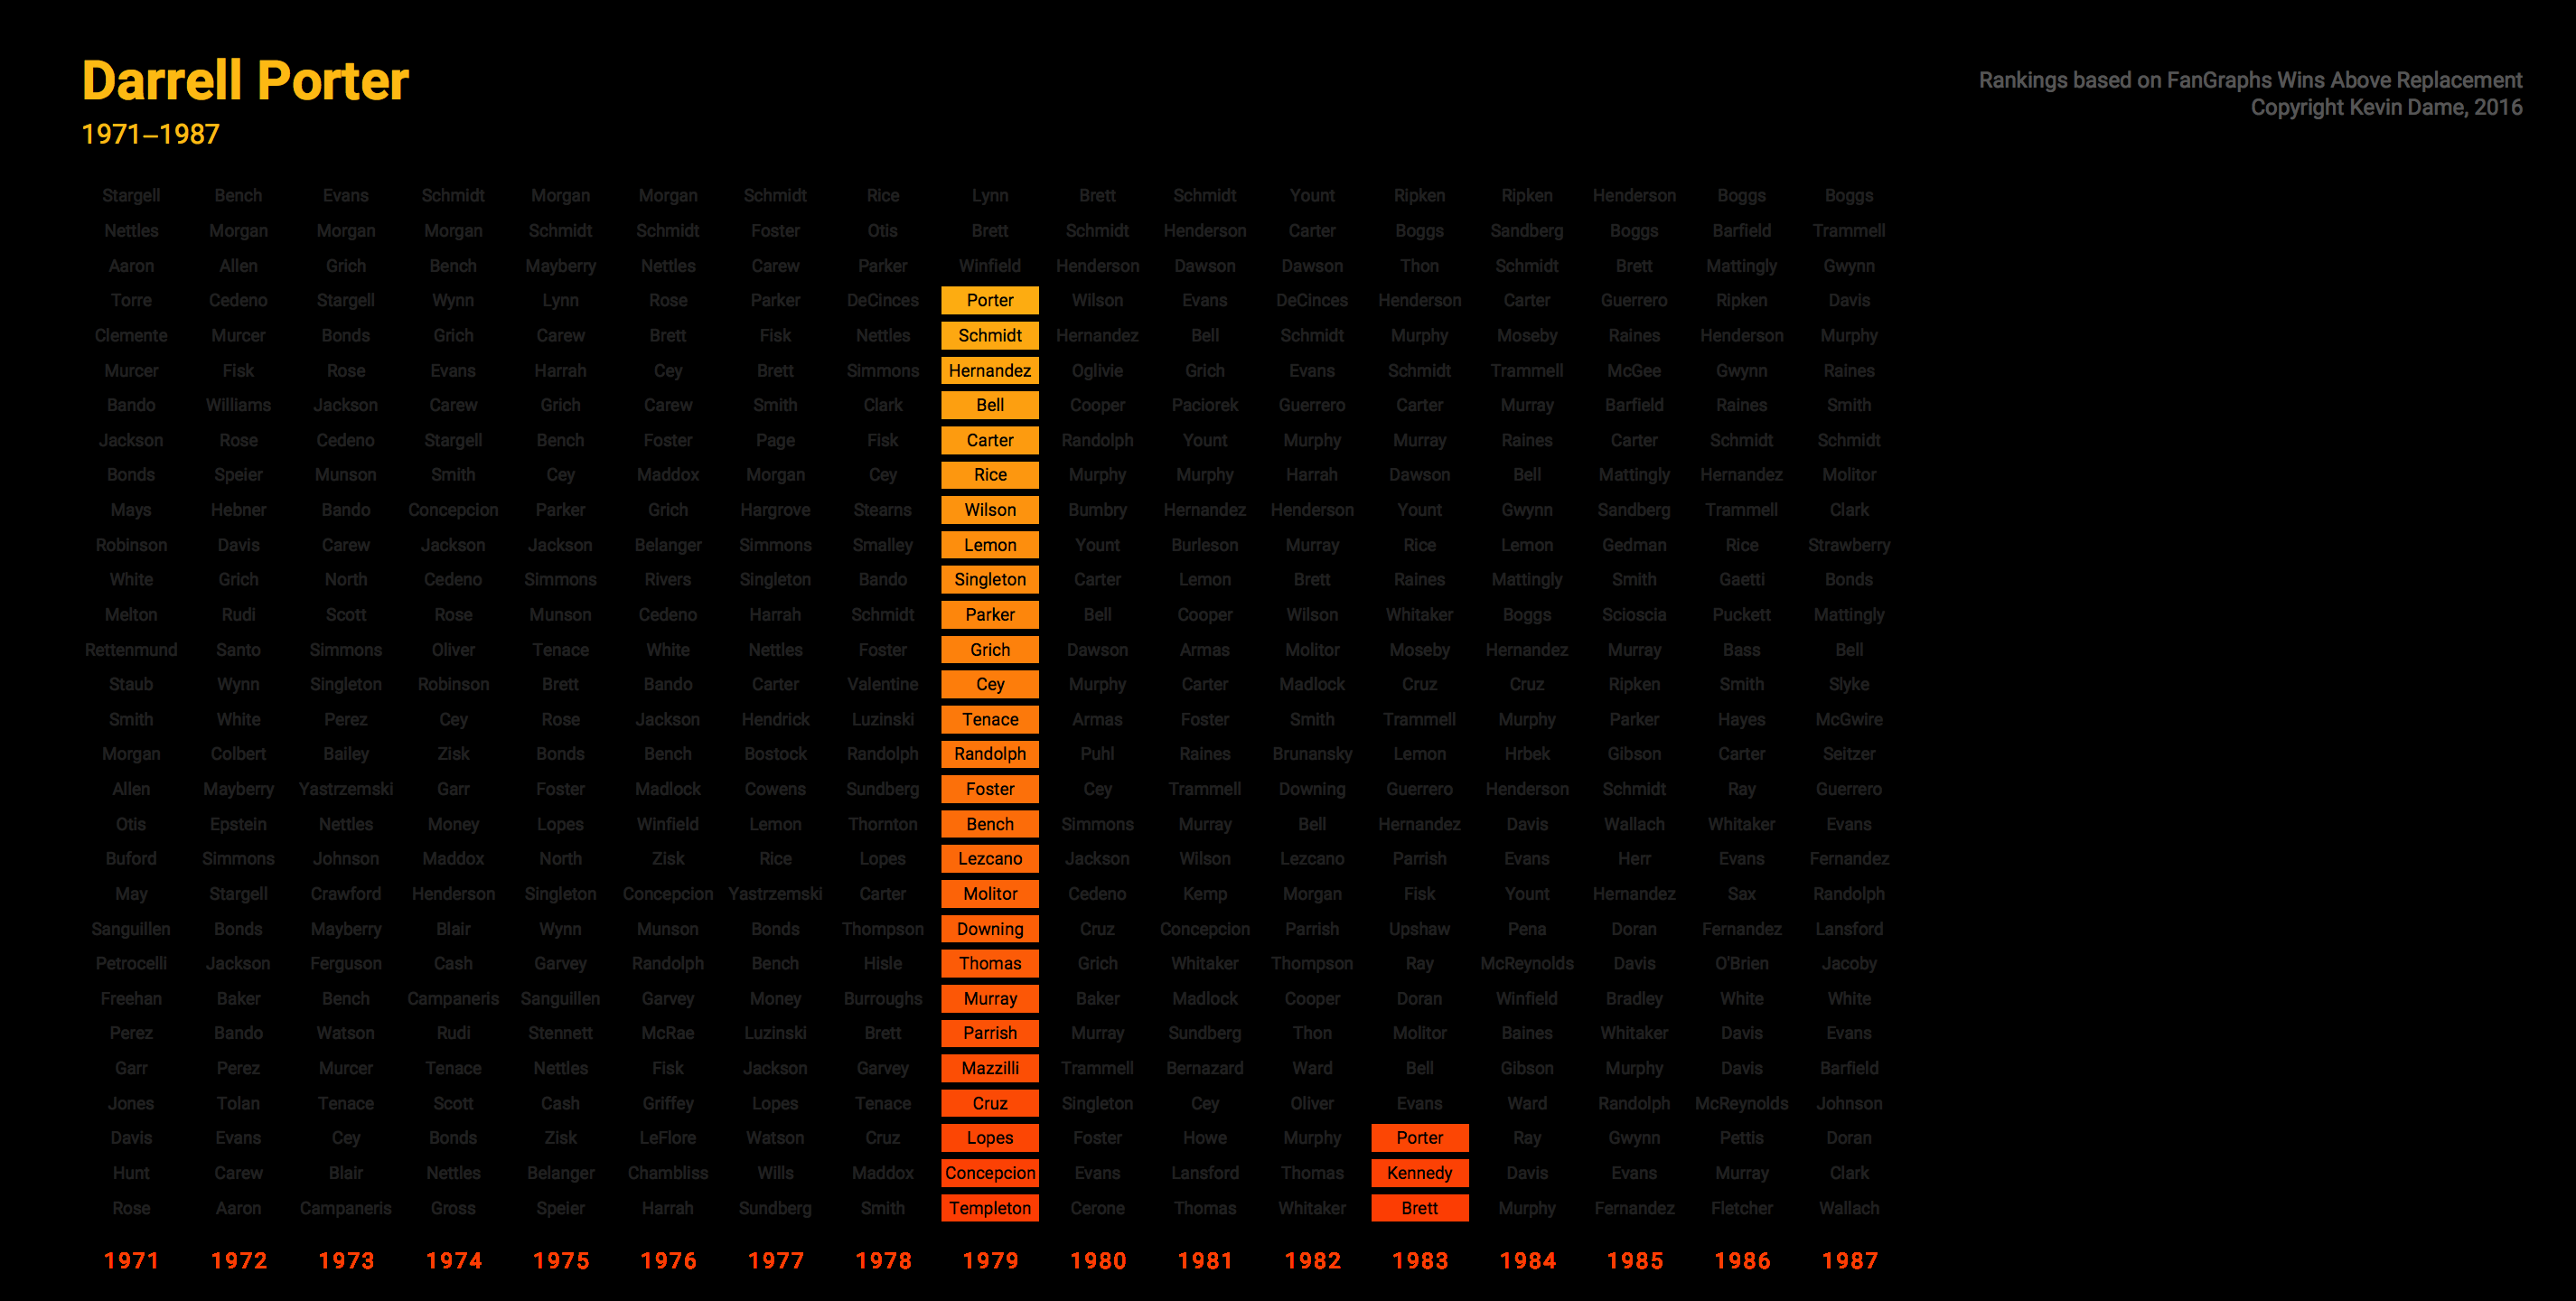 Darrell Porter
1971–1987
Rankings based on FanGraphs Wins Above Replacement
Copyright Kevin Dame, 2016
Stargell Bench Evans Schmidt Morgan Morgan Schmidt Rice Lynn Brett Schmidt Yount Ripken Ripken Henderson Boggs Boggs
Nettles Morgan Morgan Morgan Schmidt Schmidt Foster Otis Brett Schmidt Henderson Carter Boggs Sandberg Boggs Barfield Trammell
Aaron Allen Grich Bench Mayberry Nettles Carew Parker Winfield Henderson Dawson Dawson Thon Schmidt Brett Mattingly Gwynn
Torre Cedeno Stargell Wynn Lynn Rose Parker DeCinces Porter Wilson Evans DeCinces Henderson Carter Guerrero Ripken Davis
Clemente Murcer Bonds Grich Carew Brett Fisk Nettles Schmidt Hernandez Bell Schmidt Murphy Moseby Raines Henderson Murphy
Murcer Fisk Rose Evans Harrah Cey Brett Simmons Hernandez Oglivie Grich Evans Schmidt Trammell McGee Gwynn Raines
Bando Williams Jackson Carew Grich Carew Smith Clark Bell Cooper Paciorek Guerrero Carter Murray Barfield Raines Smith
Jackson Rose Cedeno Stargell Bench Foster Page Fisk Carter Randolph Yount Murphy Murray Raines Carter Schmidt Schmidt
Bonds Speier Munson Smith Cey Maddox Morgan Cey Rice Murphy Murphy Harrah Dawson Bell Mattingly Hernandez Molitor
Mays Hebner Bando Concepcion Parker Grich Hargrove Stearns Wilson Bumbry Hernandez Henderson Yount Gwynn Sandberg Trammell Clark
Robinson Davis Carew Jackson Jackson Belanger Simmons Smalley Lemon Yount Burleson Murray Rice Lemon Gedman Rice Strawberry
White Grich North Cedeno Simmons Rivers Singleton Bando Singleton Carter Lemon Brett Raines Mattingly Smith Gaetti Bonds
Melton Rudi Scott Rose Munson Cedeno Harrah Schmidt Parker Bell Cooper Wilson Whitaker Boggs Scioscia Puckett Mattingly
Rettenmund Santo Simmons Oliver Tenace White Nettles Foster Grich Dawson Armas Molitor Moseby Hernandez Murray Bass Bell
Staub Wynn Singleton Robinson Brett Bando Carter Valentine Cey Murphy Carter Madlock Cruz Cruz Ripken Smith Slyke
Smith White Perez Cey Rose Jackson Hendrick Luzinski Tenace Armas Foster Smith Trammell Murphy Parker Hayes McGwire
Morgan Colbert Bailey Zisk Bonds Bench Bostock Randolph Randolph Puhl Raines Brunansky Lemon Hrbek Gibson Carter Seitzer
Allen Mayberry Yastrzemski Garr Foster Madlock Cowens Sundberg Foster Cey Trammell Downing Guerrero Henderson Schmidt Ray Guerrero
Otis Epstein Nettles Money Lopes Winfield Lemon Thornton Bench Simmons Murray Bell Hernandez Davis Wallach Whitaker Evans
Buford Simmons Johnson Maddox North Zisk Rice Lopes Lezcano Jackson Wilson Lezcano Parrish Evans Herr Evans Fernandez
May Stargell Crawford Henderson Singleton Concepcion Yastrzemski Carter Molitor Cedeno Kemp Morgan Fisk Yount Hernandez Sax Randolph
Sanguillen Bonds Mayberry Blair Wynn Munson Bonds Thompson Downing Cruz Concepcion Parrish Upshaw Pena Doran Fernandez Lansford
Petrocelli Jackson Ferguson Cash Garvey Randolph Bench Hisle Thomas Grich Whitaker Thompson Ray McReynolds Davis O'Brien Jacoby
Freehan Baker Bench Campaneris Sanguillen Garvey Money Burroughs Murray Baker Madlock Cooper Doran Winfield Bradley White White
Perez Bando Watson Rudi Stennett McRae Luzinski Brett Parrish Murray Sundberg Thon Molitor Baines Whitaker Davis Evans
Garr Perez Murcer Tenace Nettles Fisk Jackson Garvey Mazzilli Trammell Bernazard Ward Bell Gibson Murphy Davis Barfield
Jones Tolan Tenace Scott Cash Griffey Lopes Tenace Cruz Singleton Cey Oliver Evans Ward Randolph McReynolds Johnson
Davis Evans Cey Bonds Zisk LeFlore Watson Cruz Lopes Foster Howe Murphy Porter Ray Gwynn Pettis Doran
Hunt Carew Blair Nettles Belanger Chambliss Wills Maddox Concepcion Evans Lansford Thomas Kennedy Davis Evans Murray Clark
Rose Aaron Campaneris Gross Speier Harrah Sundberg Smith Templeton Cerone Thomas Whitaker Brett Murphy Fernandez Fletcher Wallach
1971 1972 1973 1974 1975 1976 1977 1978 1979 1980 1981 1982 1983 1984 1985 1986 1987